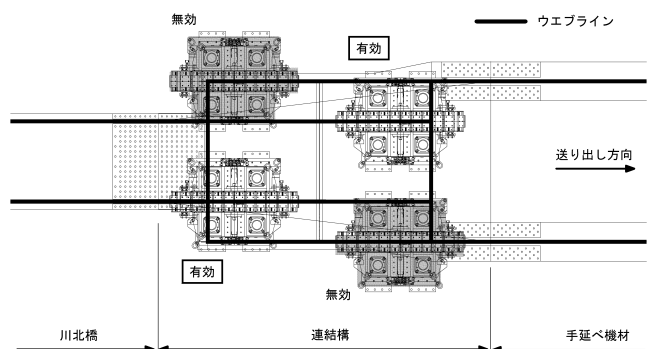 無効
ウエブライン
有効
送り出し方向
有効
無効
川北橋
連結構
手延べ機材